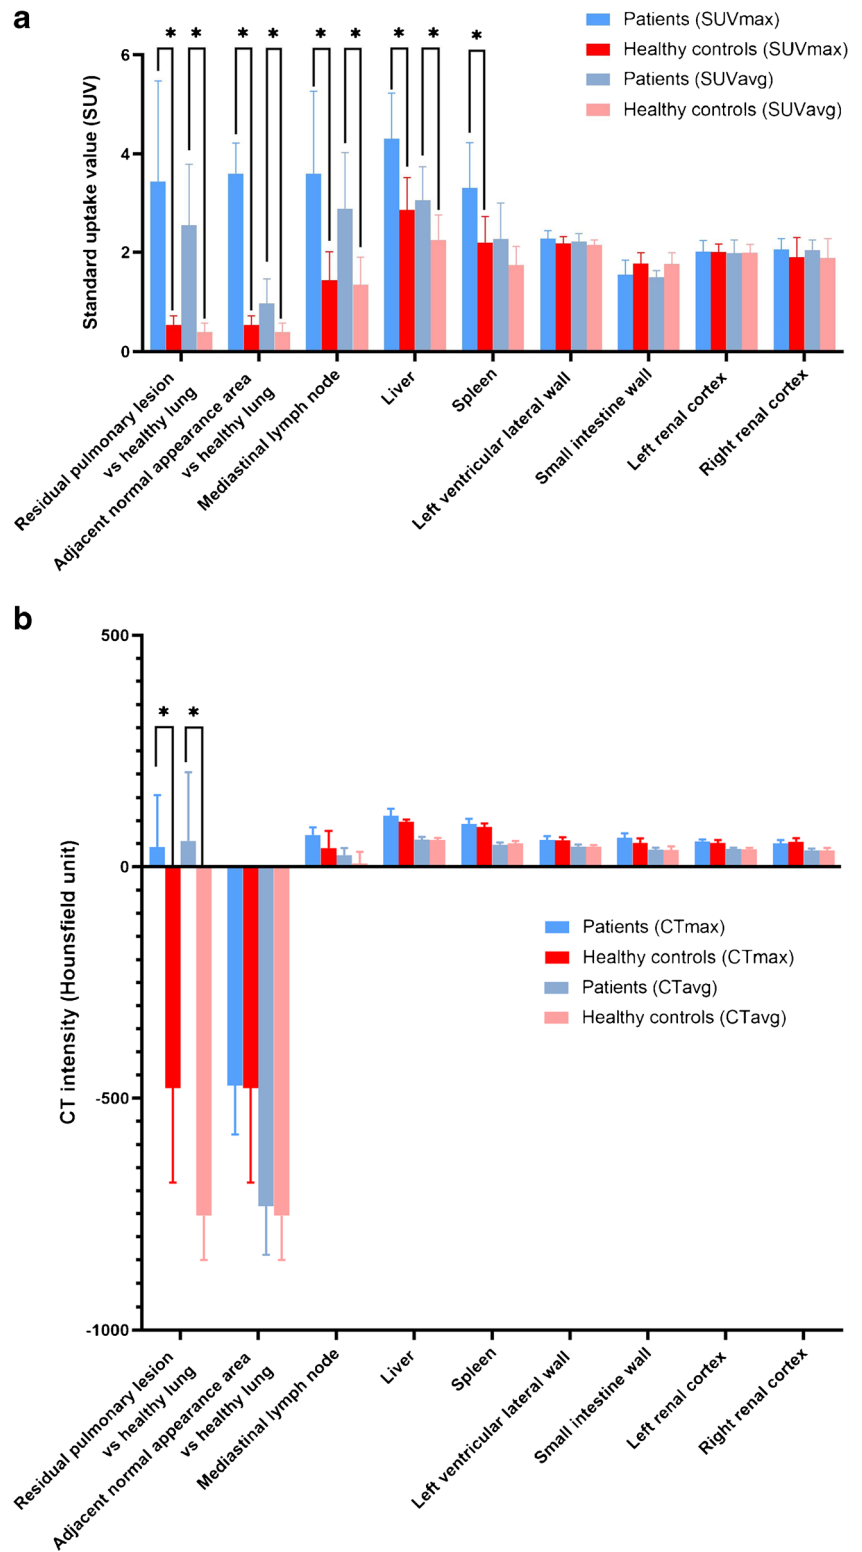 a
Patients (SUVmax)
Healthy controls (SUVmax)
Patients (SUVavg)
Healthy controls (SUVavg)
* * * * * * * * *
Standard uptake value (SUV)
6
4
2
0
Residual pulmonary lesion
vs healthy lung
Adjacent normal appearance area
vs healthy lung
Mediastinal lymph node
Liver
Spleen
Left ventricular lateral wall
Small intestine wall
Left renal cortex
Right renal cortex
b
* *
CT intensity (Hounsfield unit)
500
0
-500
-1000
Patients (CTmax)
Healthy controls (CTmax)
Patients (CTavg)
Healthy controls (CTavg)
Residual pulmonary lesion
vs healthy lung
Adjacent normal appearance area
vs healthy lung
Mediastinal lymph node
Liver
Spleen
Left ventricular lateral wall
Small intestine wall
Left renal cortex
Right renal cortex